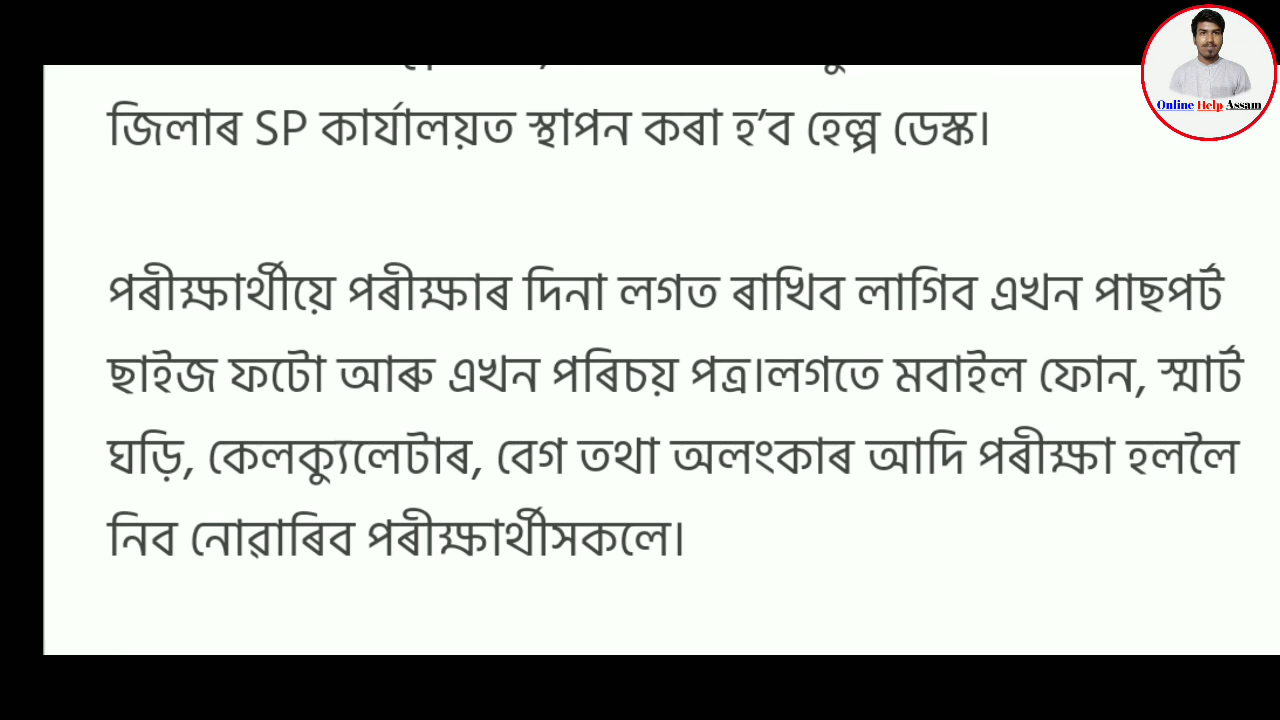 জিলাৰ SP কাৰ্যালয়ত স্থাপন কৰা হ’ব হেল্প ডেস্ক।
পৰীক্ষাৰ্থীয়ে পৰীক্ষাৰ দিনা লগত ৰাখিব লাগিব এখন পাছপৰ্ট
ছাইজ ফটো আৰু এখন পৰিচয় পত্ৰ।লগতে মবাইল ফোন, স্মাৰ্ট
ঘড়ি, কেলক্যুলেটাৰ, বেগ তথা অলংকাৰ আদি পৰীক্ষা হললৈ
নিব নোৱাৰিব পৰীক্ষাৰ্থীসকলে।
Online Help Assam